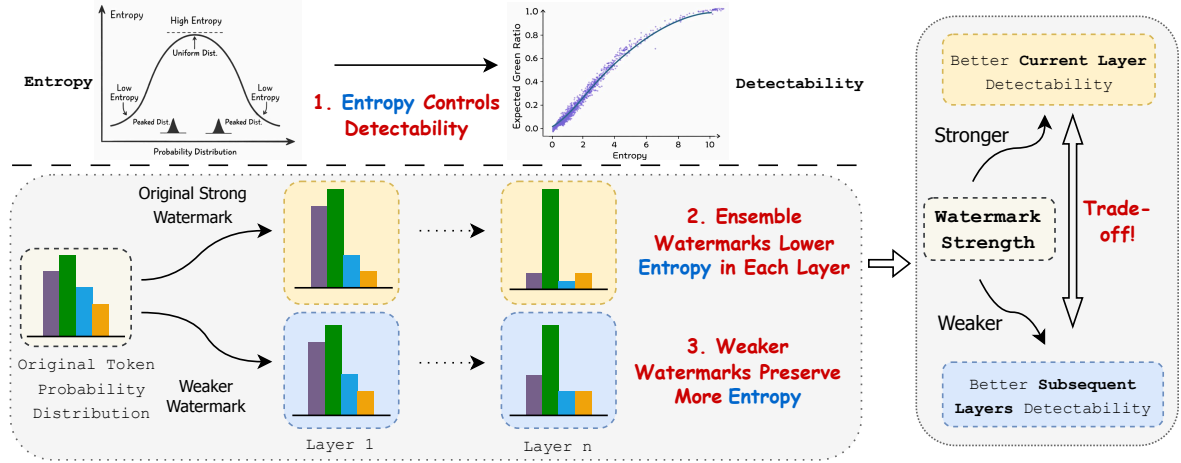 Entropy
Entropy
High Entropy
Uniform Dist.
Low
Entropy
Low
Entropy
Peaked Dist.
Peaked Dist.
Probability Distribution
1. Entropy Controls
Detectability
Expected Green Ratio
1.0
0.8
0.6
0.4
0.2
0.0
0
2
4
6
8
10
Entropy
Detectability
Original Strong
Watermark
Weaker
Watermark
Original Token
Probability
Distribution
Layer 1
Layer n
2. Ensemble
Watermarks Lower
Entropy in Each Layer
3. Weaker
Watermarks Preserve
More Entropy
Better Current Layer
Detectability
Stronger
Watermark
Strength
Trade-
off!
Weaker
Better Subsequent
Layers Detectability